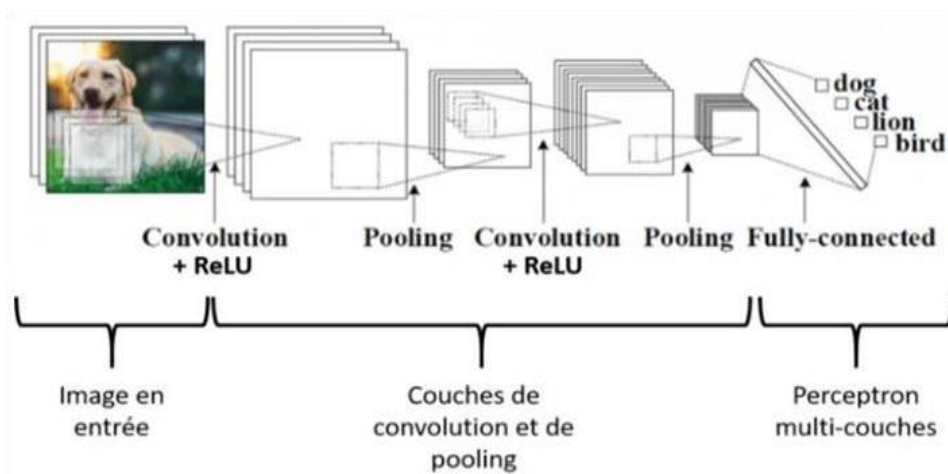 dog
cat
lion
bird
Convolution
+ ReLU
Pooling
Convolution
+ ReLU
Pooling
Fully-connected
Image en
entrée
Couches de
convolution et de
pooling
Perceptron
multi-couches